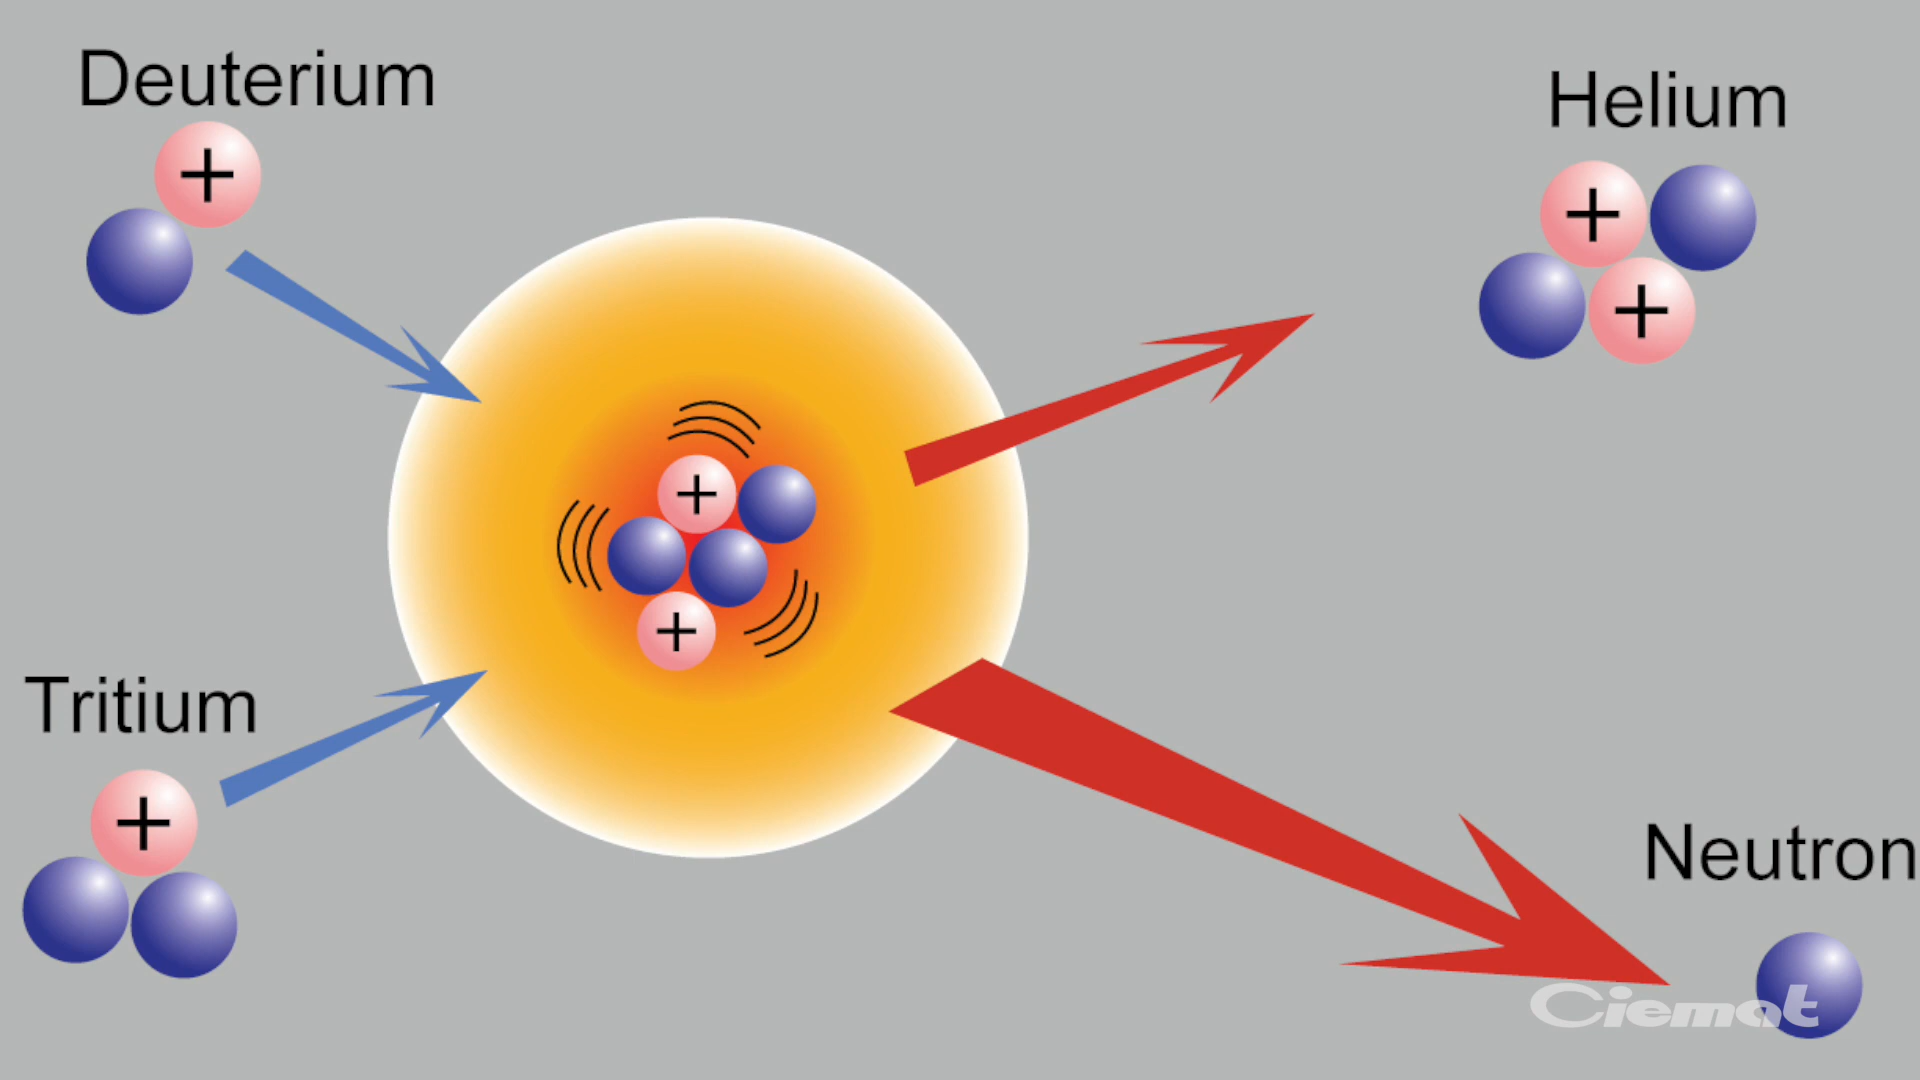 Deuterium
Helium
+
+
+
+
+
Tritium
+
Neutron
Ciemat